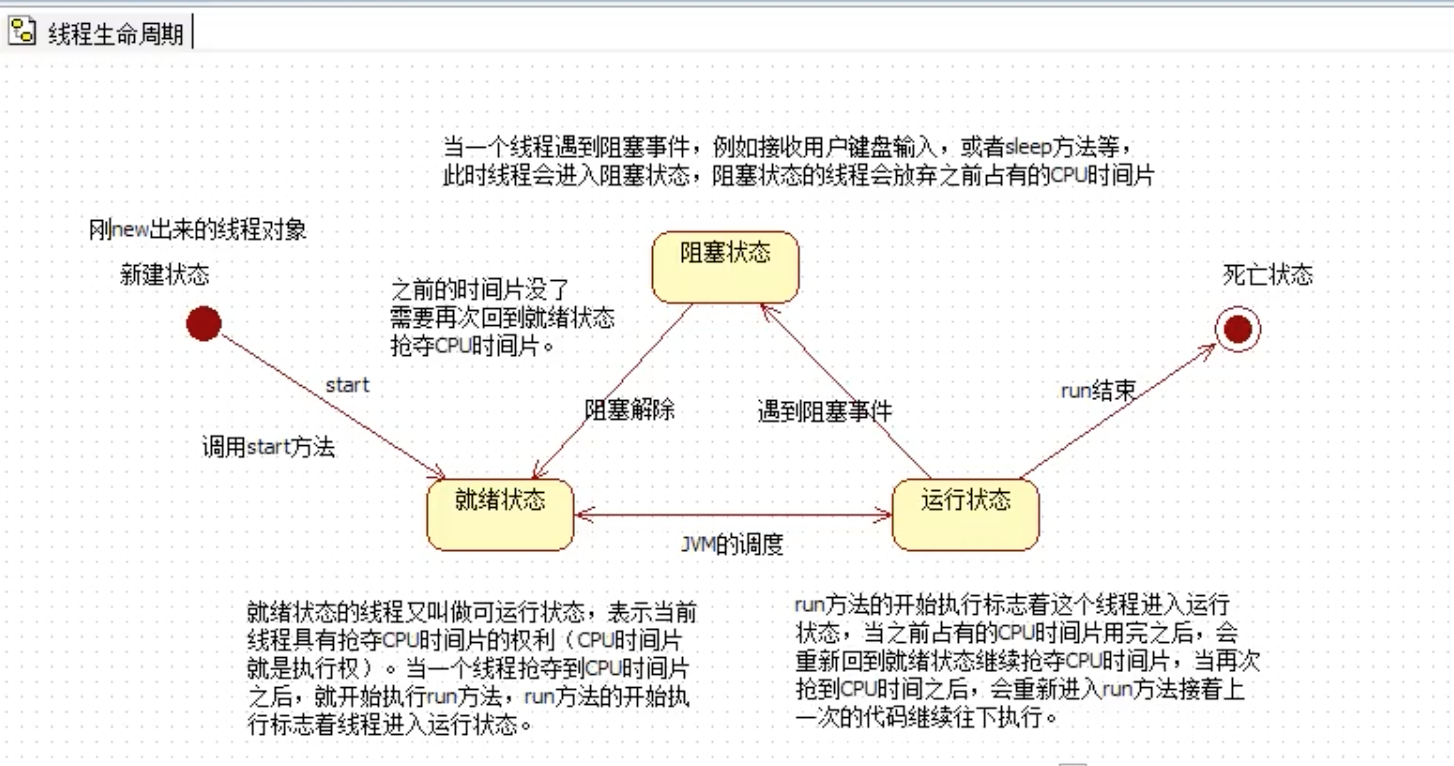 线程生命周期
当一个线程遇到阻塞事件，例如接收用户键盘输入，或者sleep方法等，
此时线程会进入阻塞状态，阻塞状态的线程会放弃之前占有的CPU时间片
刚new出来的线程对象
新建状态
阻塞状态
死亡状态
之前的时间片没了
需要再次回到就绪状态
抢夺CPU时间片。
start
run结束
阻塞解除
遇到阻塞事件
调用start方法
就绪状态
运行状态
JVM的调度
就绪状态的线程又叫做可运行状态，表示当前
线程具有抢夺CPU时间片的权利（CPU时间片
就是执行权）。当一个线程抢夺到CPU时间片
之后，就开始执行run方法，run方法的开始执
行标志着线程进入运行状态。
run方法的开始执行标志着这个线程进入运行
状态，当之前占有的CPU时间片用完之后，会
重新回到就绪状态继续抢夺CPU时间片，当再次
抢到CPU时间之后，会重新进入run方法接着上
一次的代码继续往下执行。